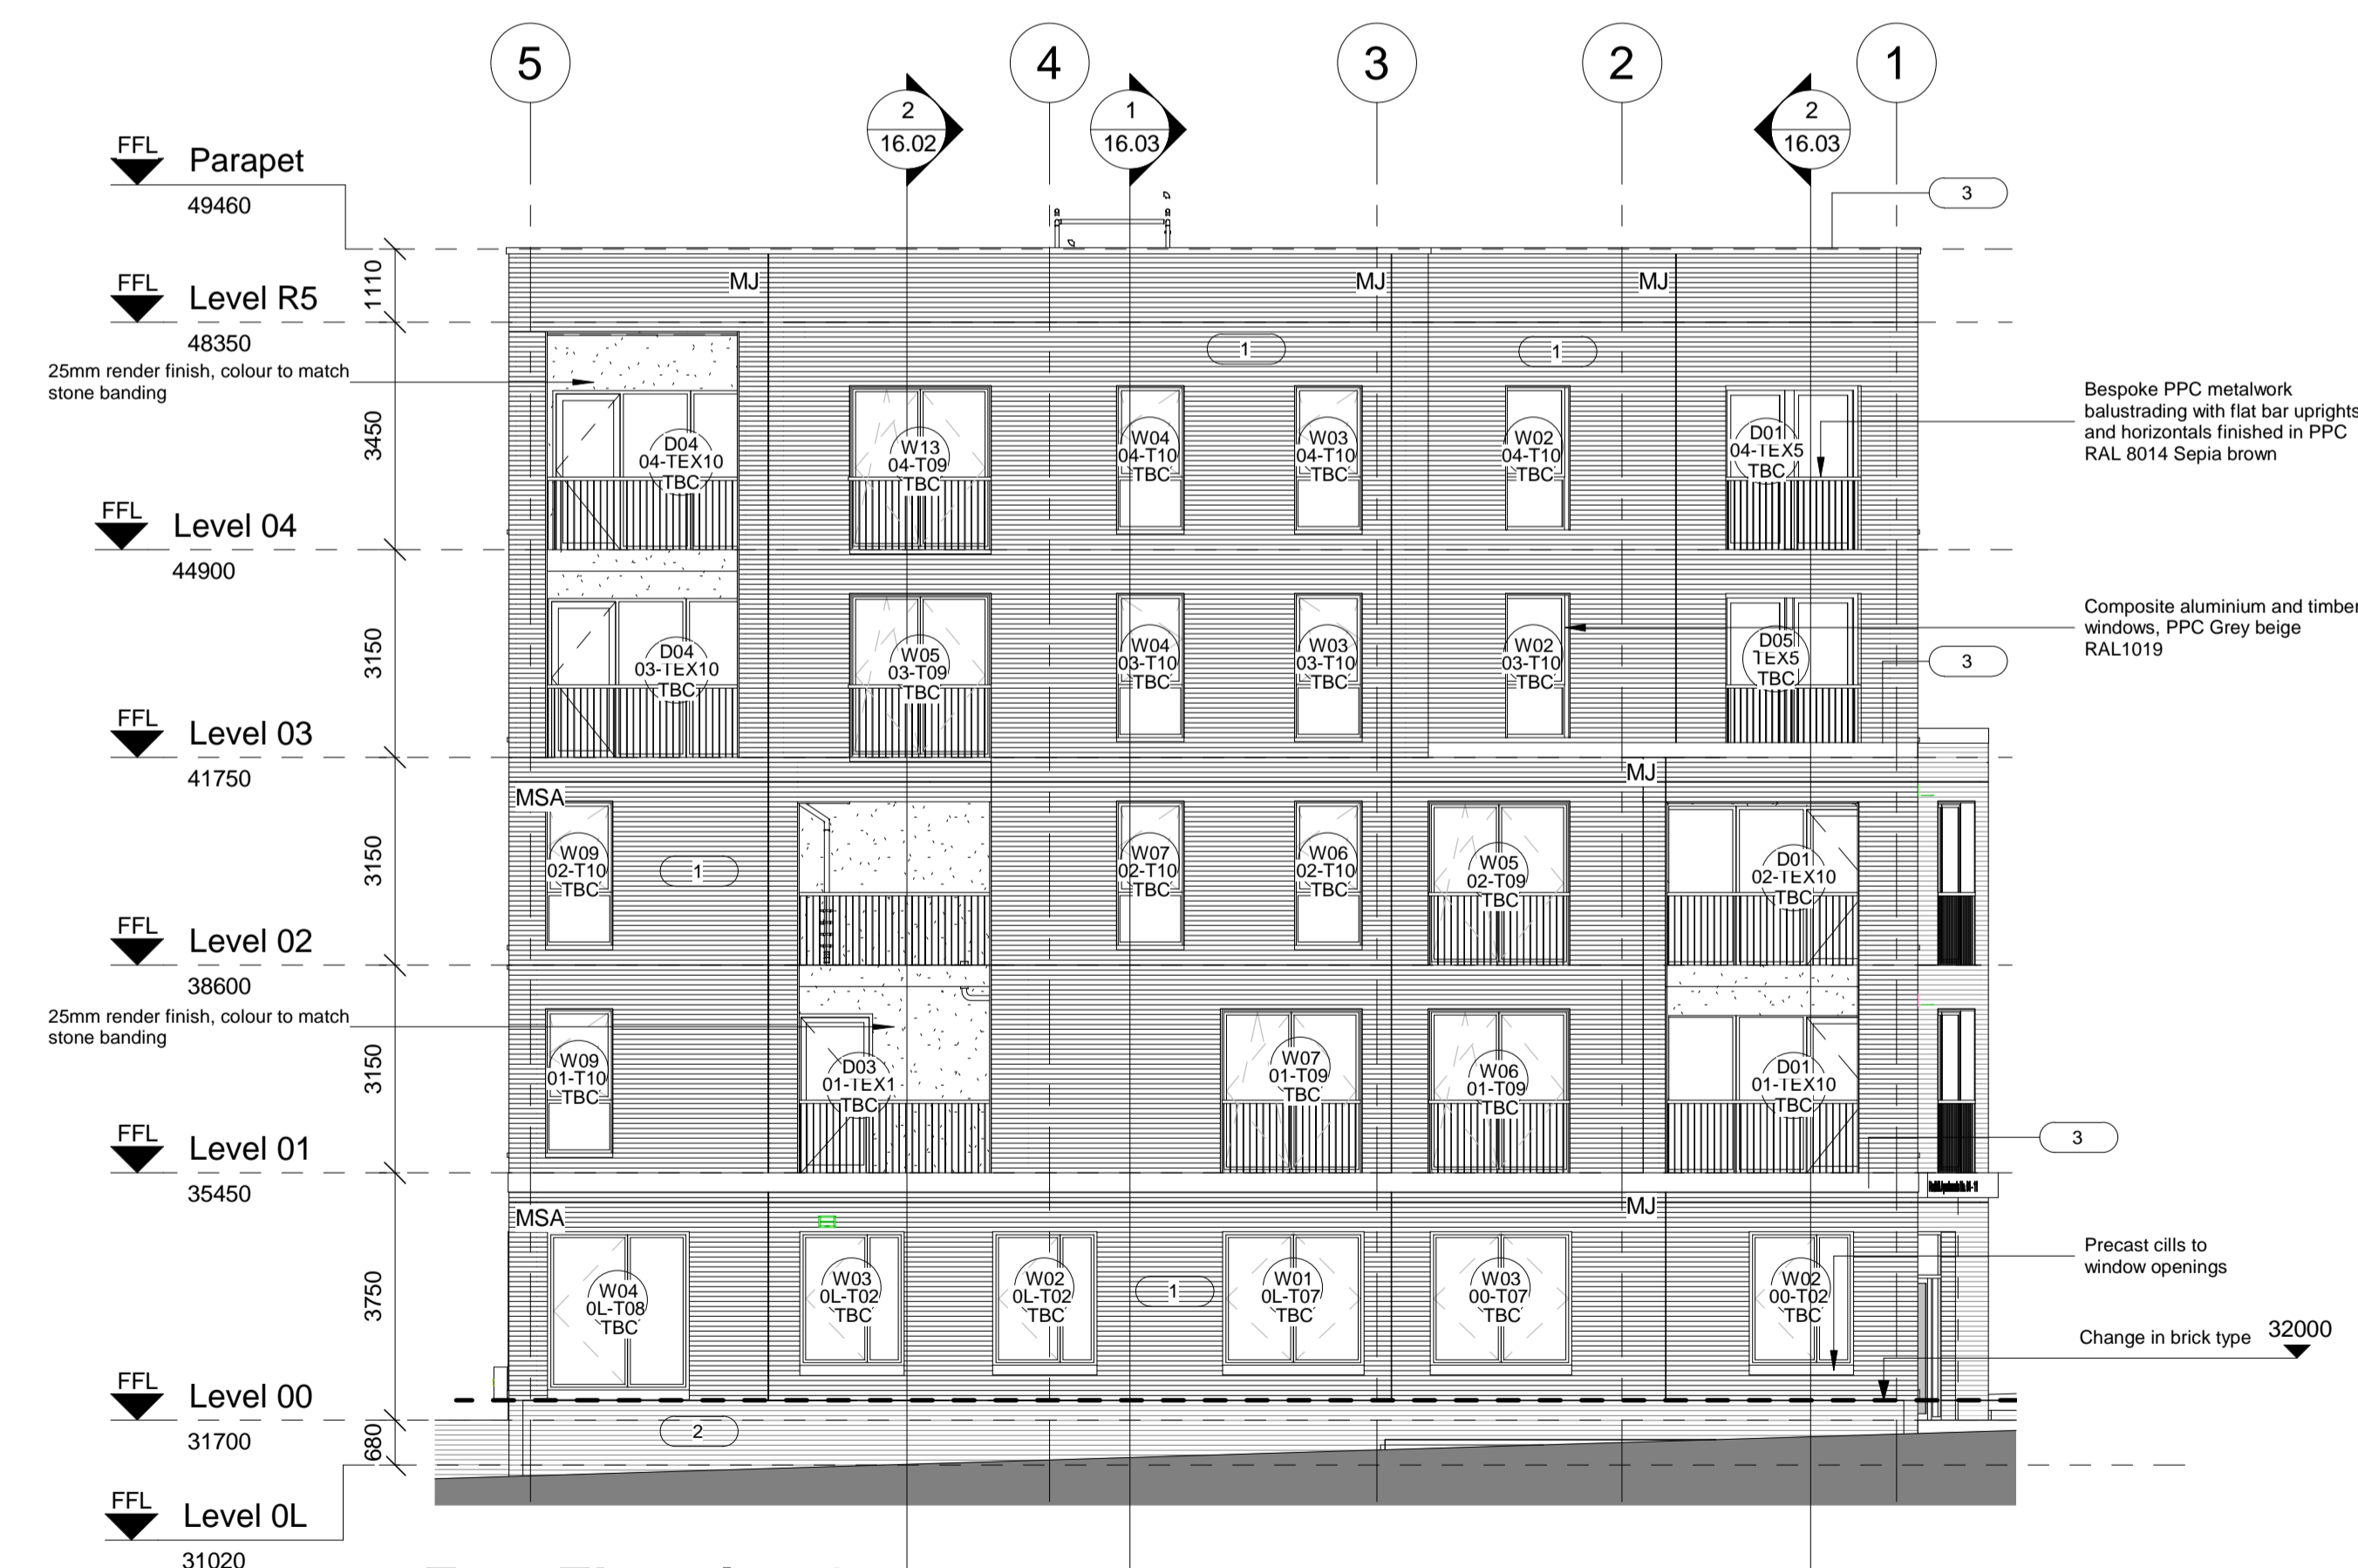 5
4
3
2
1
2
16.02
1
16.03
2
16.03
FFL
Parapet
49460
3
1110
MJ
MJ
MJ
FFL
Level R5
48350
25mm render finish, colour to match
stone banding
1
1
3450
D04
04-TEX10
TBC
W13
04-T09
TBC
W04
04-T10
TBC
W03
04-T10
TBC
W02
04-T10
TBC
D01
04-TEX5
TBC
Bespoke PPC metalwork
balustrading with flat bar uprights
and horizontals finished in PPC
RAL 8014 Sepia brown
FFL
Level 04
44900
3150
D04
03-TEX10
TBC
W05
03-T09
TBC
W04
03-T10
TBC
W03
03-T10
TBC
W02
03-T10
TBC
D05
TEX5
TBC
Composite aluminium and timber
windows, PPC Grey beige
RAL1019
3
FFL
Level 03
41750
MJ
MSA
3150
W09
02-T10
TBC
1
W07
02-T10
TBC
W06
02-T10
TBC
W05
02-T09
TBC
D01
02-TEX10
TBC
FFL
Level 02
38600
25mm render finish, colour to match
stone banding
3150
W09
01-T10
TBC
D03
01-TEX1
TBC
W07
01-T09
TBC
W06
01-T09
TBC
D01
01-TEX10
TBC
3
FFL
Level 01
35450
MSA
MJ
3750
W04
0L-T08
TBC
W03
0L-T02
TBC
W02
0L-T02
TBC
1
W01
0L-T07
TBC
W03
00-T07
TBC
W02
00-T02
TBC
Precast cills to
window openings
Change in brick type
32000
FFL
Level 00
31700
2
680
FFL
Level 0L
31020